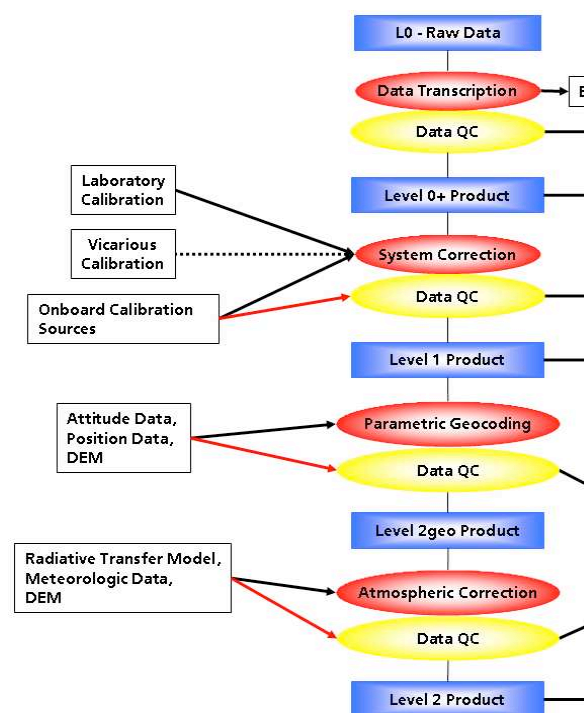 L0 - Raw Data
Data Transcription
Data QC
Laboratory
Calibration
Level 0+ Product
Vicarious
Calibration
System Correction
Onboard Calibration
Sources
Data QC
Level 1 Product
Attitude Data,
Position Data,
DEM
Parametric Geocoding
Data QC
Level 2geo Product
Radiative Transfer Model,
Meteorologic Data,
DEM
Atmospheric Correction
Data QC
Level 2 Product